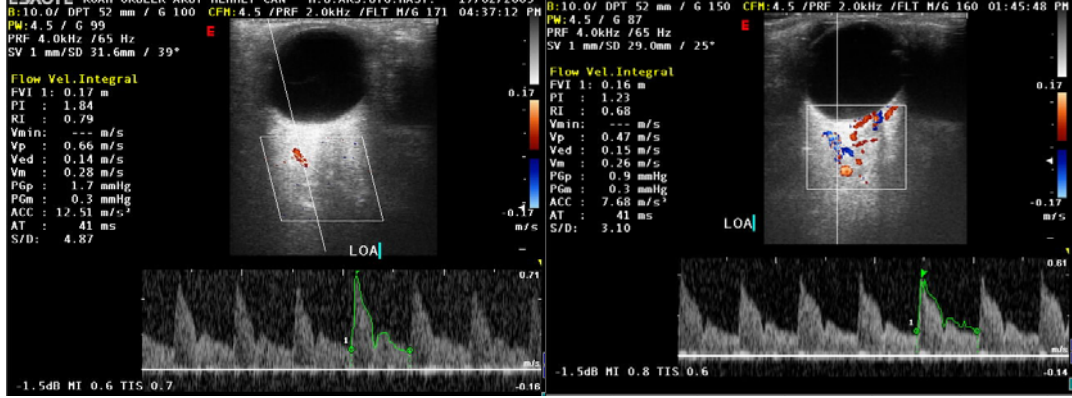 B:10.0/ DPT 52 mm/D G 100 CFM:4.5 /PRF 2.0kHz/FLT M/G 171 04:37:12 PM
PW:4.5 / G 99
PRF 4.0kHz /65 Hz
SV 1 mm/SD 31.6mm / 39°
E
Flow Vel.Integral
FVI 1: 0.17 m
PI : 1.84
RI : 0.79
Vmin: --- m/s
Vp : 0.66 m/s
Ved : 0.14 m/s
Vm : 0.28 m/s
PGp : 1.7 mmHg
PGm : 0.3 mmHg
ACC : 12.51 m/s²
AT : 41 ms
S/D: 4.87
0.17
-0.17
m/s
LOA
0.71
1
m/s
-0.16
-1.5dB MI 0.6 TIS 0.7
B:10.0/ DPT 52 mm/D G 150 CFM:4.5 /PRF 2.0kHz/FLT M/G 160 01:45:48 PM
PW:4.5 / G 87
PRF 4.0kHz /65 Hz
SV 1 mm/SD 29.0mm / 25°
E
Flow Vel.Integral
FVI 1: 0.16 m
PI : 1.23
RI : 0.68
Vmin: --- m/s
Vp : 0.47 m/s
Ved : 0.15 m/s
Vm : 0.26 m/s
PGp : 0.9 mmHg
PGm : 0.3 mmHg
ACC : 7.68 m/s²
AT : 41 ms
S/D: 3.10
0.17
-0.17
m/s
LOA
0.61
1
m/s
-0.14
-1.5dB MI 0.8 TIS 0.6